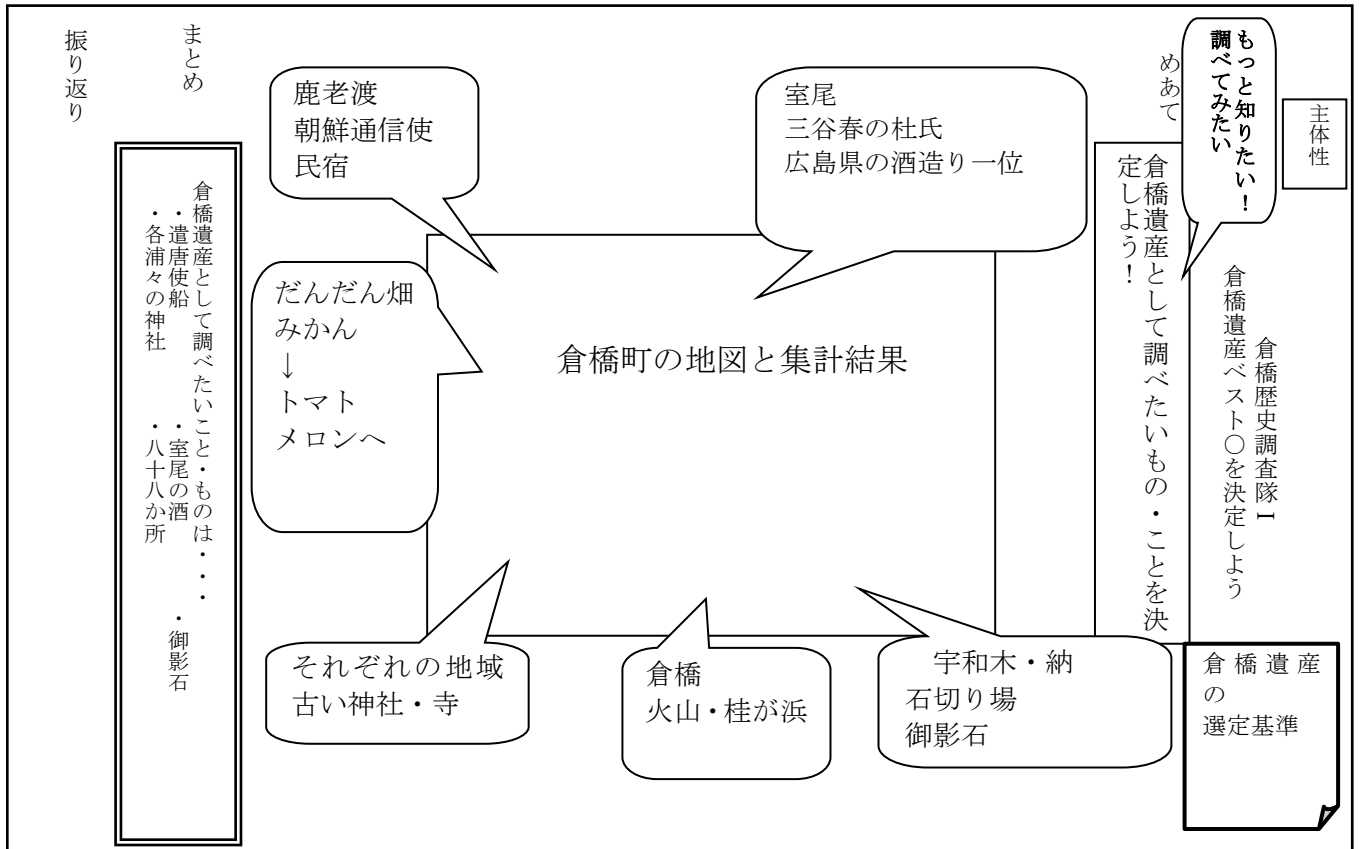 主体性
倉橋歴史調査隊Ⅰ
倉橋遺産ベスト○を決定しよう
もっと知りたい!
調べてみたい
めあて
倉橋遺産として調べたいもの・ことを決
定しよう!
倉橋遺産
の
選定基準
室尾
三谷春の杜氏
広島県の酒造り一位
鹿老渡
朝鮮通信使
民宿
だんだん畑
みかん
↓
トマト
メロンへ
倉橋町の地図と集計結果
宇和木・納
石切り場
御影石
倉橋
火山・桂が浜
それぞれの地域
古い神社・寺
まとめ
倉橋遺産として調べたいこと・ものは・・・
・遣唐使船 ・室尾の酒 ・御影石
・各浦々の神社 ・八十八か所
振り返り